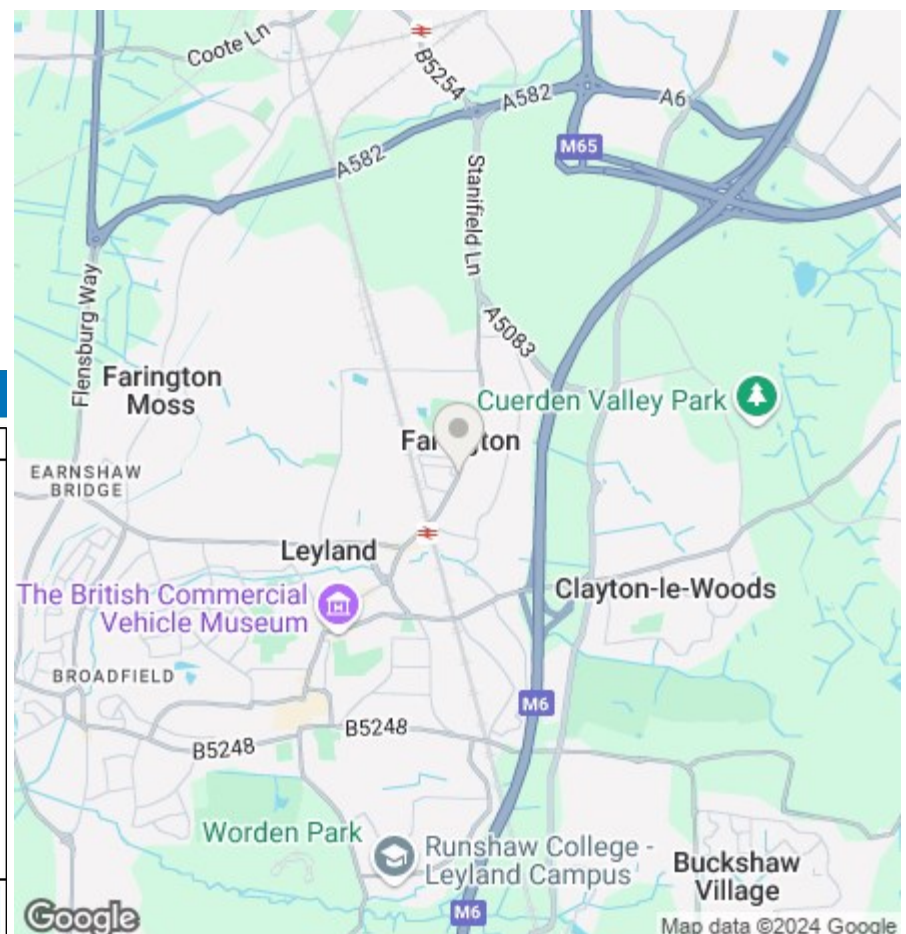 Coote Ln
B5254
A582
A6
M65
A582
Stanifield Ln
Flensburg Way
A5083
Farington
Moss
Cuerden Valley Park
EARNSHAW
BRIDGE
Leyland
The British Commercial
Vehicle Museum
Clayton-le-Woods
BROADFIELD
M6
B5248
B5248
Worden Park
Runshaw College -
Leyland Campus
Buckshaw
Village
M6
Google
Map data ©2024 Google